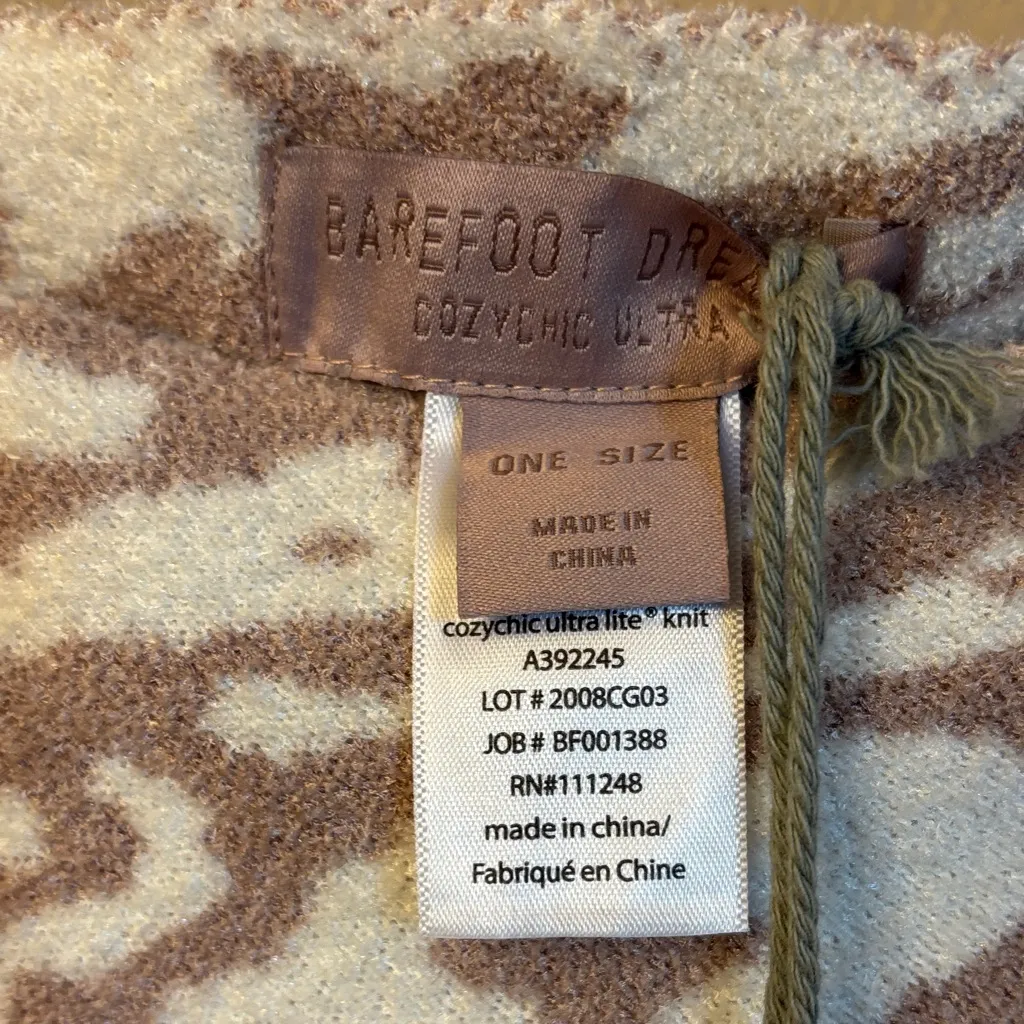 BAREFOOT DRE
COZYCHIC ULTRA
ONE SIZE
MADE IN
CHINA
cozychic ultra lite® knit
A392245
LOT # 2008CG03
JOB # BF001388
RN#111248
made in china/
Fabriqué en Chine